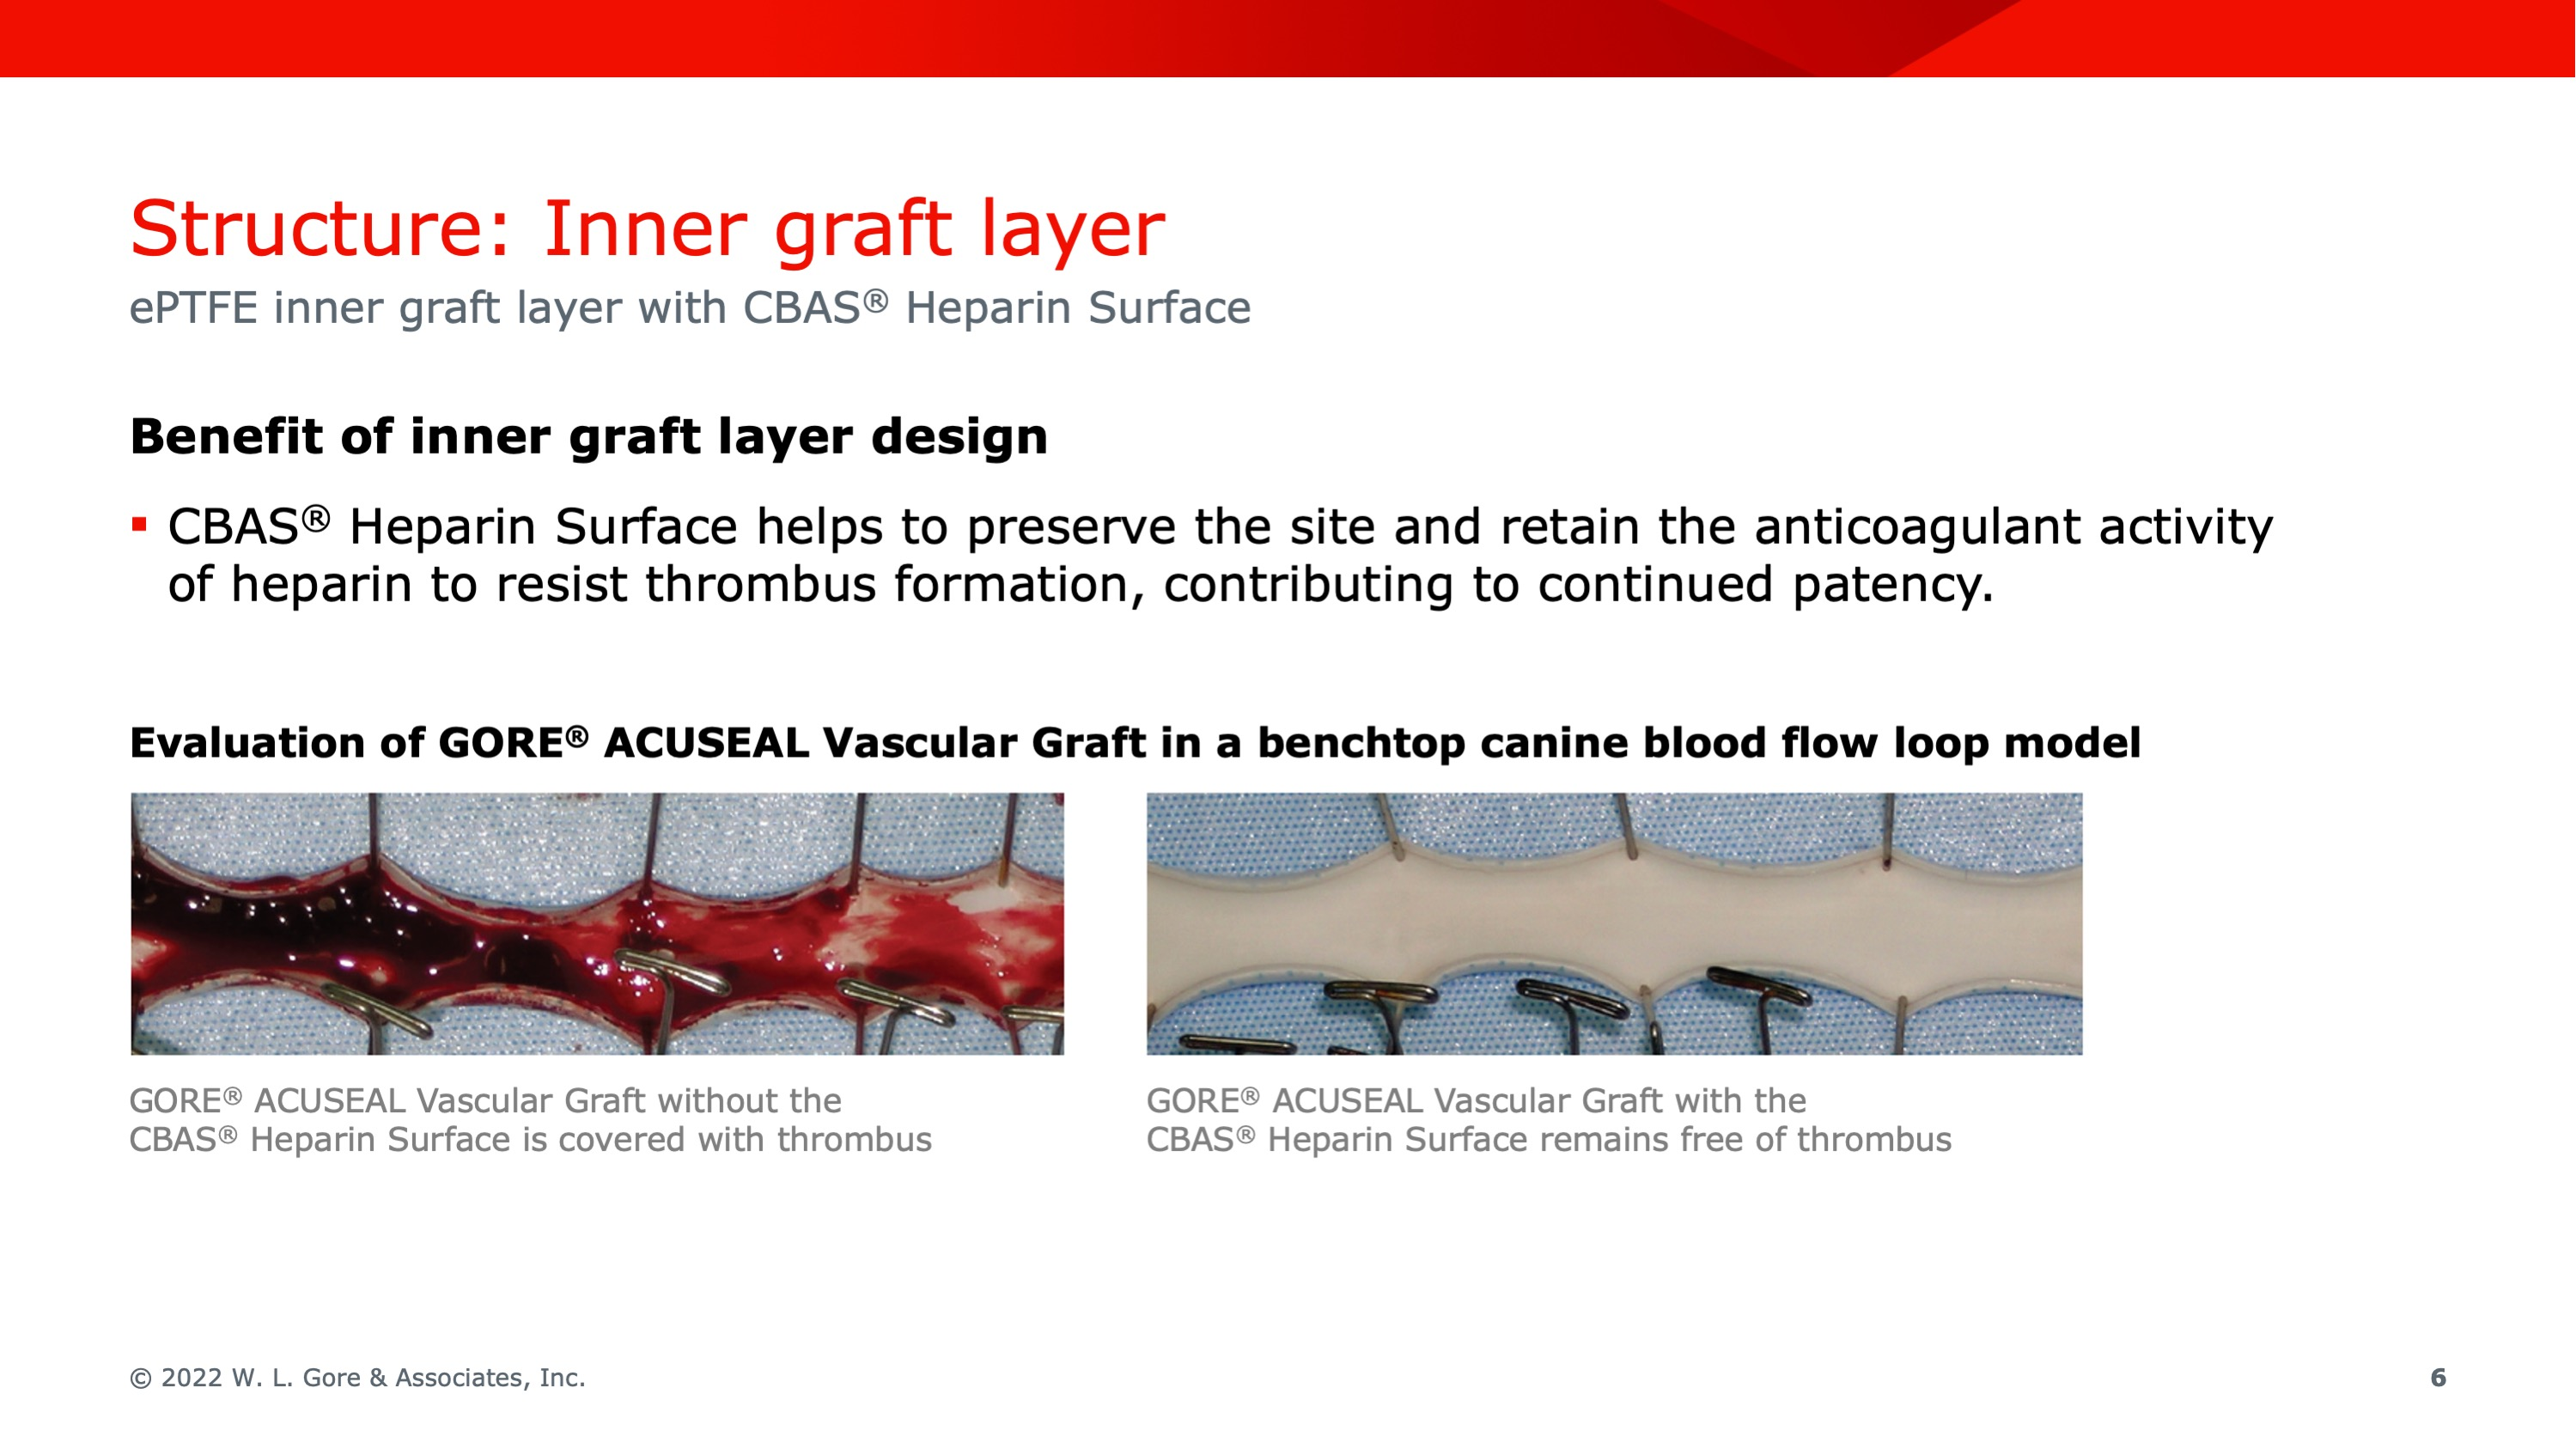 Structure: Inner graft layer
ePTFE inner graft layer with CBAS® Heparin Surface
Benefit of inner graft layer design
▪ CBAS® Heparin Surface helps to preserve the site and retain the anticoagulant activity
of heparin to resist thrombus formation, contributing to continued patency.
Evaluation of GORE® ACUSEAL Vascular Graft in a benchtop canine blood flow loop model
GORE® ACUSEAL Vascular Graft without the
CBAS® Heparin Surface is covered with thrombus
GORE® ACUSEAL Vascular Graft with the
CBAS® Heparin Surface remains free of thrombus
© 2022 W. L. Gore & Associates, Inc.
6